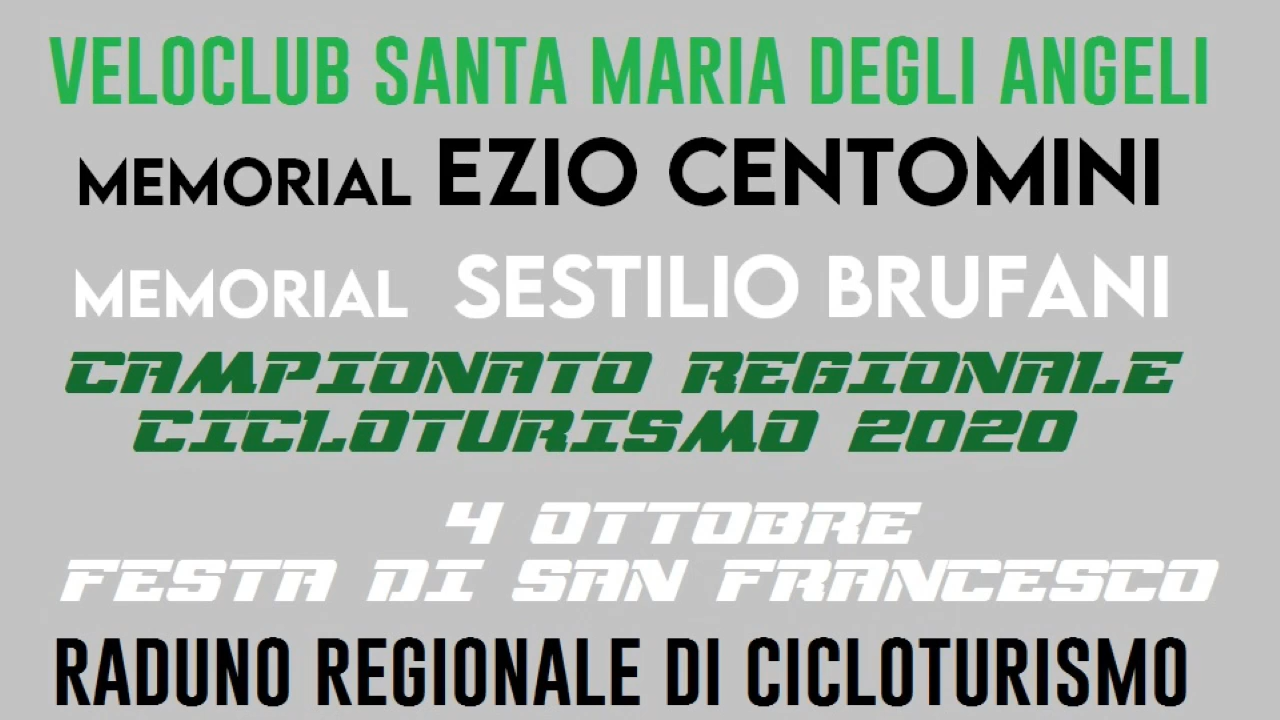 VELOCLUB SANTA MARIA DEGLI ANGELI
MEMORIAL EZIO CENTOMINI
MEMORIAL SESTILIO BRUFANI
CAMPIONATO REGIONALE
CICLOTURISMO 2020
4 OTTOBRE
FESTA DI SAN FRANCESCO
RADUNO REGIONALE DI CICLOTURISMO